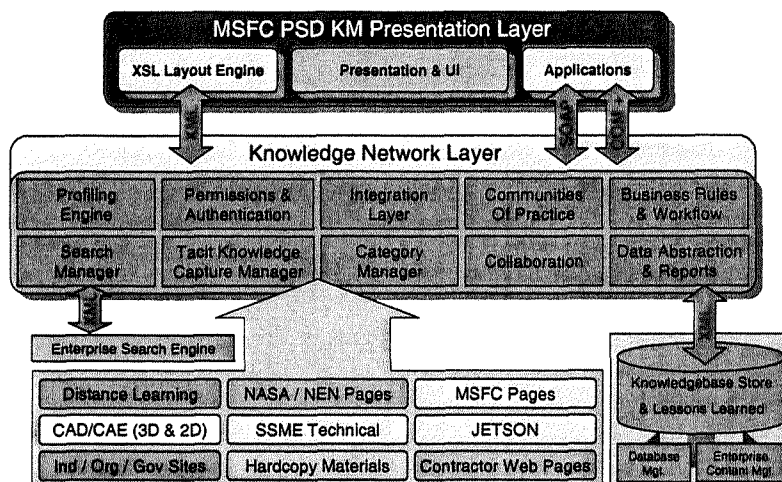 MSFC PSD KM Presentation Layer
XSL Layout Engine
Presentation & UI
Applications
XML
SOAP
COM+
Knowledge Network Layer
Profiling
Engine
Permissions &
Authentication
Integration
Layer
Communities
Of Practice
Business Rules
& Workflow
Search
Manager
Tacit Knowledge
Capture Manager
Category
Manager
Collaboration
Data Abstraction
& Reports
XML
XML
Enterprise Search Engine
Distance Learning
NASA / NEN Pages
MSFC Pages
CAD/CAE (3D & 2D)
SSME Technical
JETSON
Ind / Org / Gov Sites
Hardcopy Materials
Contractor Web Pages
Knowledgebase Store
& Lessons Learned
Database
Mgt.
Enterprise
Content Mgt